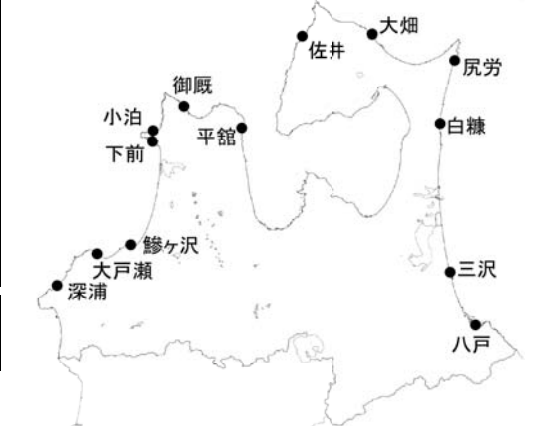 大畑
佐井
尻労
御厩
小泊
平舘
白糠
下前
鰺ヶ沢
大戸瀬
三沢
深浦
八戸